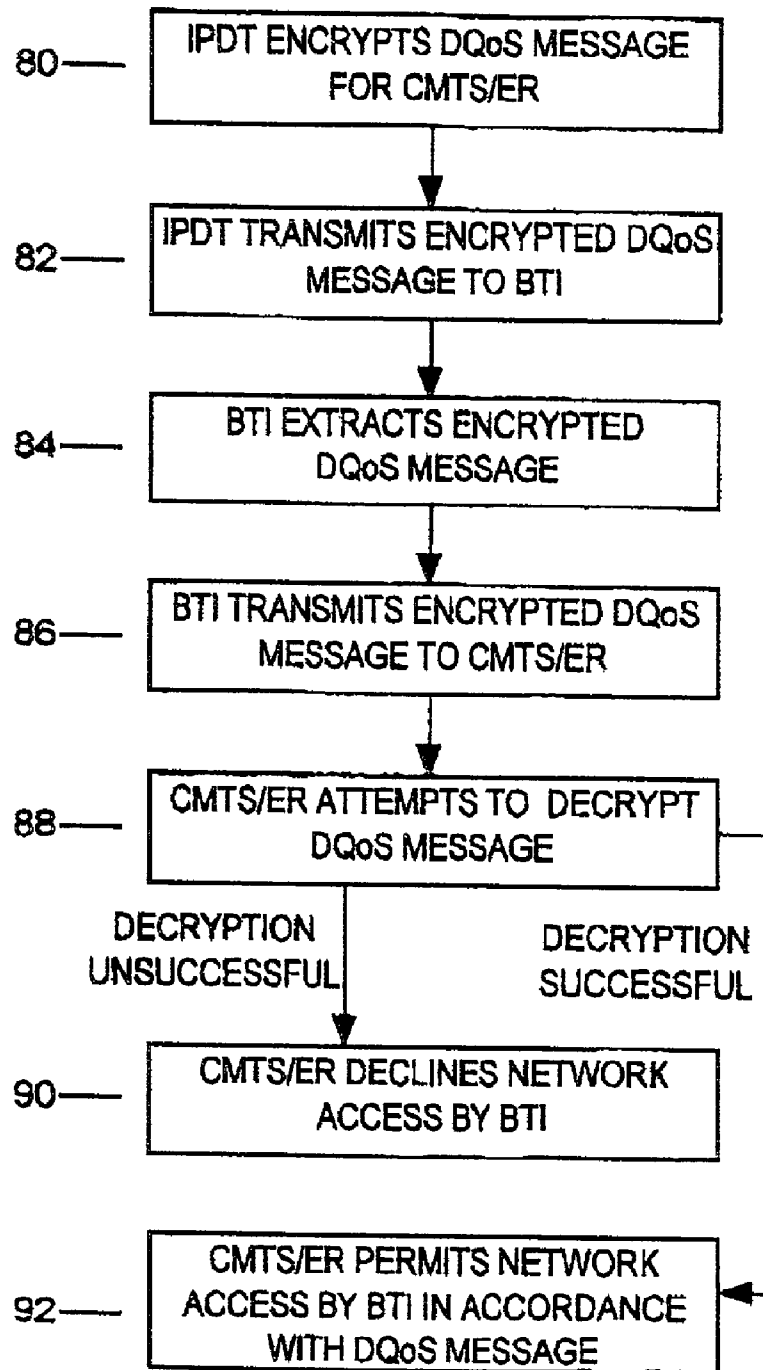 80
IPDT ENCRYPTS DQoS MESSAGE
FOR CMTS/ER
82
IPDT TRANSMITS ENCRYPTED DQoS
MESSAGE TO BTI
84
BTI EXTRACTS ENCRYPTED
DQoS MESSAGE
86
BTI TRANSMITS ENCRYPTED DQoS
MESSAGE TO CMTS/ER
88
CMTS/ER ATTEMPTS TO DECRYPT
DQoS MESSAGE
DECRYPTION
UNSUCCESSFUL
DECRYPTION
SUCCESSFUL
90
CMTS/ER DECLINES NETWORK
ACCESS BY BTI
92
CMTS/ER PERMITS NETWORK
ACCESS BY BTI IN ACCORDANCE
WITH DQoS MESSAGE